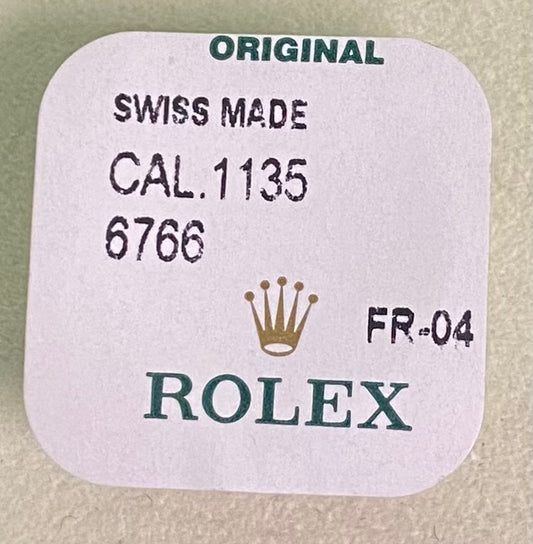 ORIGINAL
SWISS MADE
CAL.1135
6766
FR-04
ROLEX